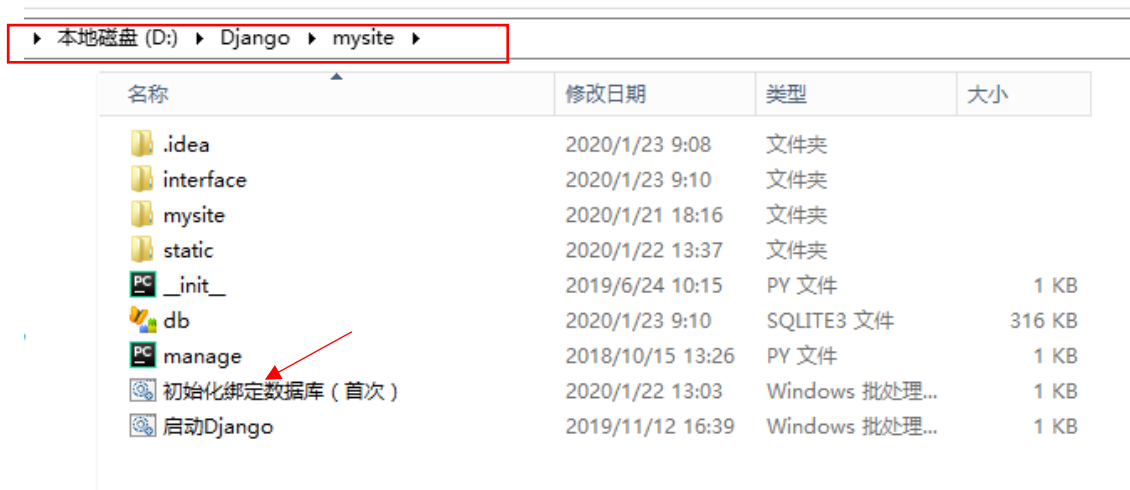 本地磁盘 (D:) Django mysite
名称 修改日期 类型 大小
.idea 2020/1/23 9:08 文件夹
interface 2020/1/23 9:10 文件夹
mysite 2020/1/21 18:16 文件夹
static 2020/1/22 13:37 文件夹
PC __init__ 2019/6/24 10:15 PY 文件 1 KB
db 2020/1/23 9:10 SQLITE3 文件 316 KB
PC manage 2018/10/15 13:26 PY 文件 1 KB
初始化绑定数据库（首次） 2020/1/22 13:03 Windows 批处理... 1 KB
启动Django 2019/11/12 16:39 Windows 批处理... 1 KB